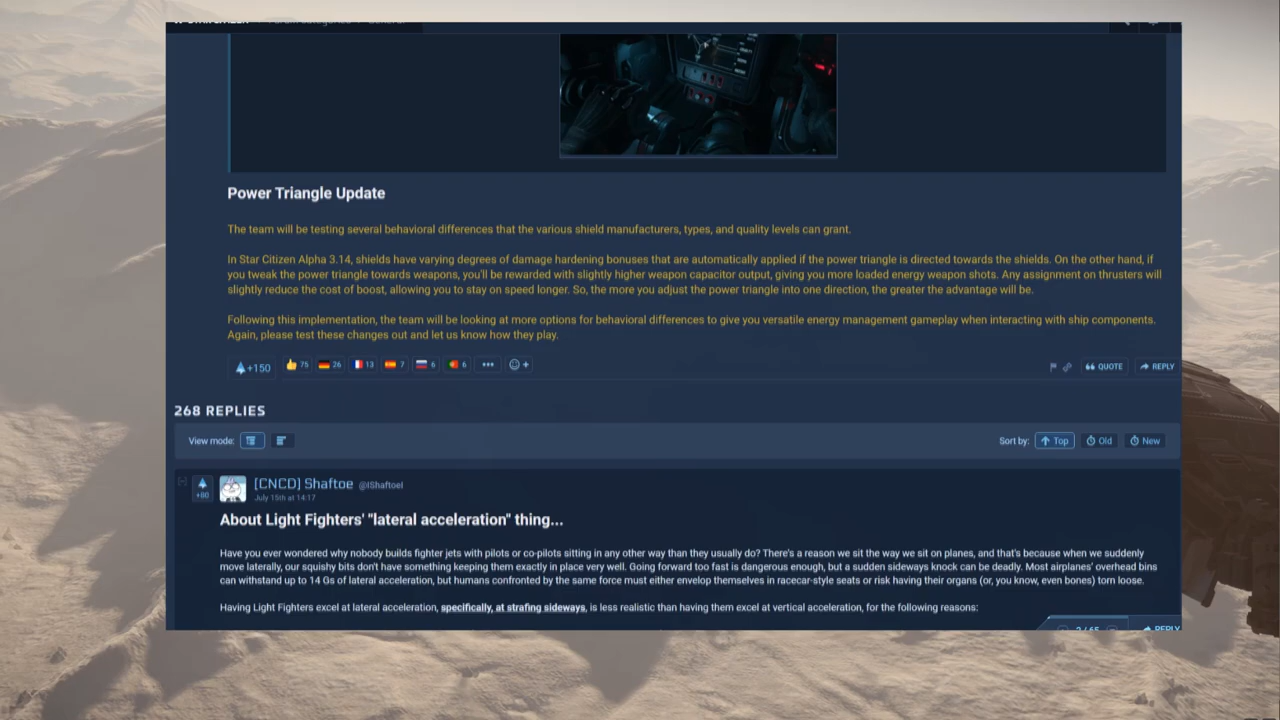 Power Triangle Update
The team will be testing several behavioral differences that the various shield manufacturers, types, and quality levels can grant.
In Star Citizen Alpha 3.14, shields have varying degrees of damage hardening bonuses that are automatically applied if the power triangle is directed towards the shields. On the other hand, if
you tweak the power triangle towards weapons, you'll be rewarded with slightly higher weapon capacitor output, giving you more loaded energy weapon shots. Any assignment on thrusters will
slightly reduce the cost of boost, allowing you to stay on speed longer. So, the more you adjust the power triangle into one direction, the greater the advantage will be.
Following this implementation, the team will be looking at more options for behavioral differences to give you versatile energy management gameplay when interacting with ship components.
Again, please test these changes out and let us know how they play.
+150 75 26 13 7 6 6 ••• + QUOTE REPLY
268 REPLIES
View mode: Sort by: Top Old New
[-] [CNCD] Shaftoe @IShaftoeI
+80 July 15th at 14:17
About Light Fighters' "lateral acceleration" thing...
Have you ever wondered why nobody builds fighter jets with pilots or co-pilots sitting in any other way than they usually do? There's a reason we sit the way we sit on planes, and that's because when we suddenly
move laterally, our squishy bits don't have something keeping them exactly in place very well. Going forward too fast is dangerous enough, but a sudden sideways knock can be deadly. Most airplanes' overhead bins
can withstand up to 14 Gs of lateral acceleration, but humans confronted by the same force must either envelop themselves in racecar-style seats or risk having their organs (or, you know, even bones) torn loose.
Having Light Fighters excel at lateral acceleration, specifically, at strafing sideways, is less realistic than having them excel at vertical acceleration, for the following reasons:
REPLY